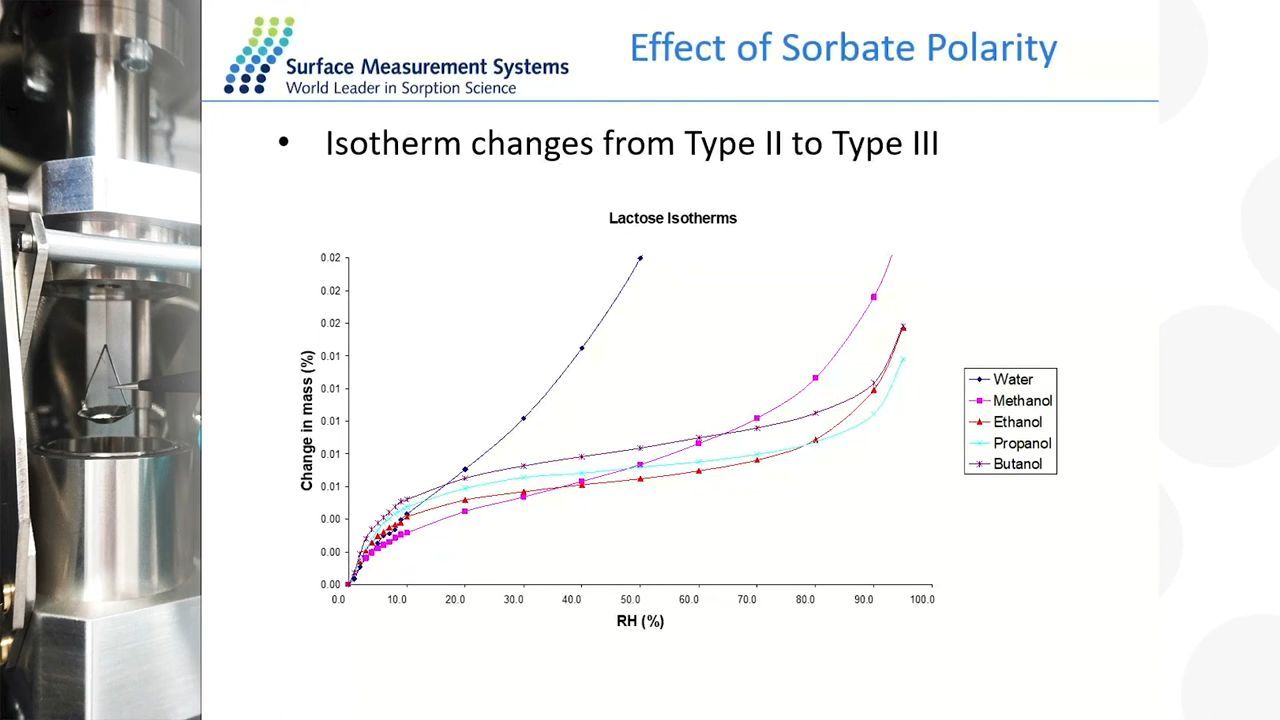 Surface Measurement Systems
World Leader in Sorption Science
Effect of Sorbate Polarity
• Isotherm changes from Type II to Type III
Lactose Isotherms
Change in mass (%)
0.02
0.02
0.02
0.01
0.01
0.01
0.01
0.01
0.00
0.00
0.00
0.0 10.0 20.0 30.0 40.0 50.0 60.0 70.0 80.0 90.0 100.0
RH (%)
Water
Methanol
Ethanol
Propanol
Butanol